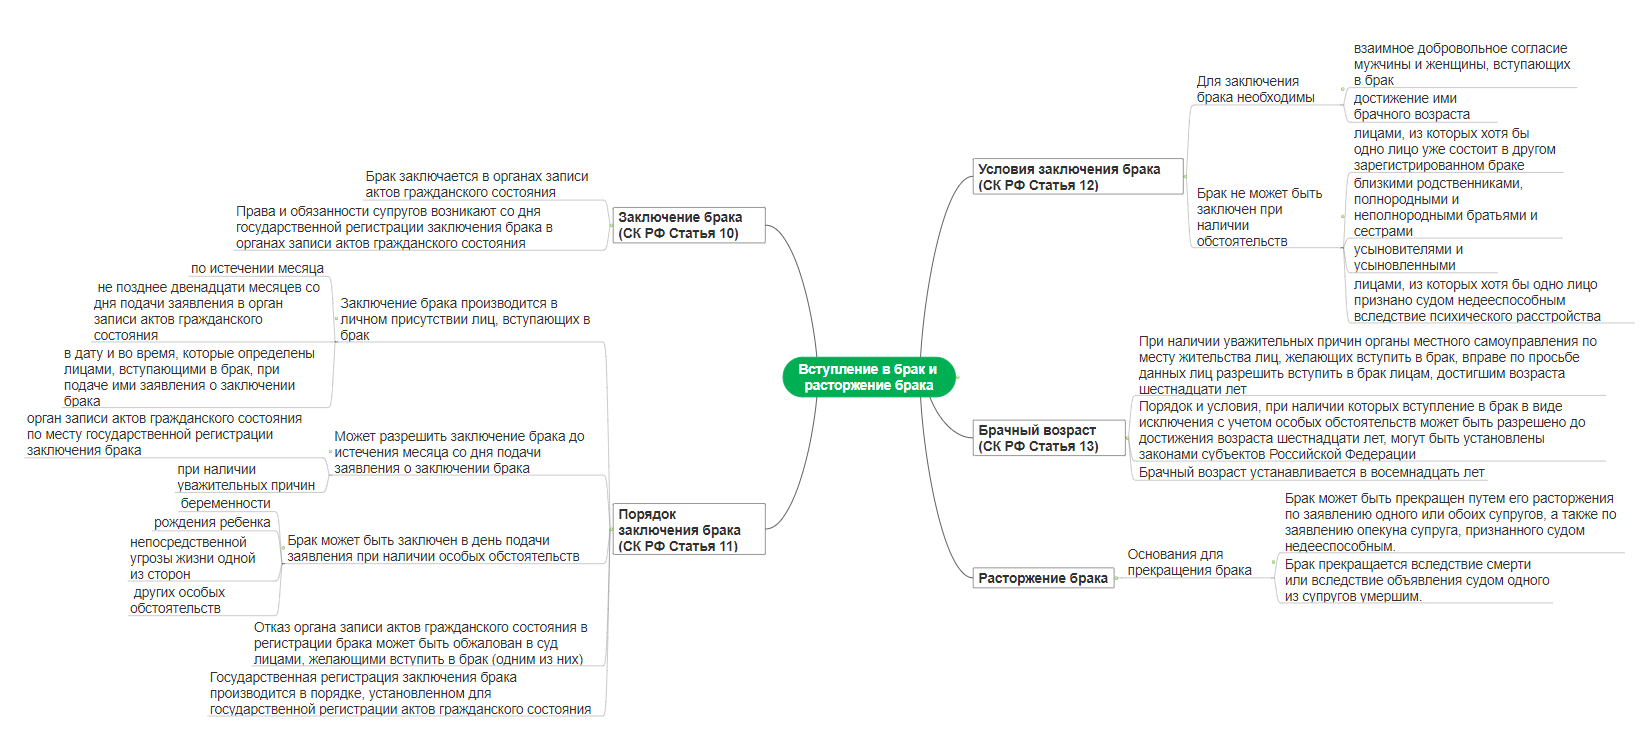 Вступление в брак и
расторжение брака
Заключение брака
(СК РФ Статья 10)
Брак заключается в органах записи
актов гражданского состояния
Права и обязанности супругов возникают со дня
государственной регистрации заключения брака в
органах записи актов гражданского состояния
Порядок
заключения брака
(СК РФ Статья 11)
Заключение брака производится в
личном присутствии лиц, вступающих в
брак
по истечении месяца
не позднее двенадцати месяцев со
дня подачи заявления в орган
записи актов гражданского
состояния
в дату и во время, которые определены
лицами, вступающими в брак, при
подаче ими заявления о заключении
брака
Может разрешить заключение брака до
истечения месяца со дня подачи
заявления о заключении брака
орган записи актов гражданского состояния
по месту государственной регистрации
заключения брака
при наличии
уважительных причин
Брак может быть заключен в день подачи
заявления при наличии особых обстоятельств
беременности
рождения ребенка
непосредственной
угрозы жизни одной
из сторон
других особых
обстоятельств
Отказ органа записи актов гражданского состояния в
регистрации брака может быть обжалован в суд
лицами, желающими вступить в брак (одним из них)
Государственная регистрация заключения брака
производится в порядке, установленном для
государственной регистрации актов гражданского состояния
Условия заключения брака
(СК РФ Статья 12)
Для заключения
брака необходимы
взаимное добровольное согласие
мужчины и женщины, вступающих
в брак
достижение ими
брачного возраста
Брак не может быть
заключен при
наличии
обстоятельств
лицами, из которых хотя бы
одно лицо уже состоит в другом
зарегистрированном браке
близкими родственниками,
полнородными и
неполнородными братьями и
сестрами
усыновителями и
усыновленными
лицами, из которых хотя бы одно лицо
признано судом недееспособным
вследствие психического расстройства
Брачный возраст
(СК РФ Статья 13)
При наличии уважительных причин органы местного самоуправления по
месту жительства лиц, желающих вступить в брак, вправе по просьбе
данных лиц разрешить вступить в брак лицам, достигшим возраста
шестнадцати лет
Порядок и условия, при наличии которых вступление в брак в виде
исключения с учетом особых обстоятельств может быть разрешено до
достижения возраста шестнадцати лет, могут быть установлены
законами субъектов Российской Федерации
Брачный возраст устанавливается в восемнадцать лет
Расторжение брака
Основания для
прекращения брака
Брак может быть прекращен путем его расторжения
по заявлению одного или обоих супругов, а также по
заявлению опекуна супруга, признанного судом
недееспособным.
Брак прекращается вследствие смерти
или вследствие объявления судом одного
из супругов умершим.